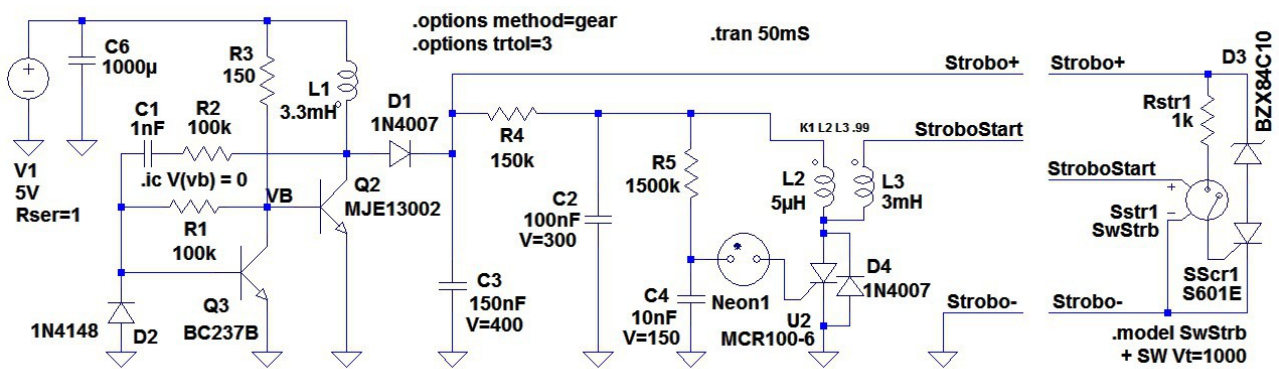 .options method=gear
.options trtol=3
.tran 50mS
C6
1000µ
R3
150
L1
3.3mH
D1
1N4007
Strobo+
Strobo+
D3
BZX84C10
C1
1nF
R2
100k
.ic V(vb) = 0
VB
Q2
MJE13002
R4
150k
K1 L2 L3 .99
StroboStart
Rstr1
1k
V1
5V
Rser=1
R1
100k
C2
100nF
V=300
R5
1500k
L2
5µH
L3
3mH
StroboStart
+
–
Sstr1
SwStrb
Q3
BC237B
C3
150nF
V=400
C4
10nF
V=150
Neon1
D4
1N4007
U2
MCR100-6
Strobo-
Strobo-
SScr1
S601E
1N4148
D2
.model SwStrb
+ SW Vt=1000